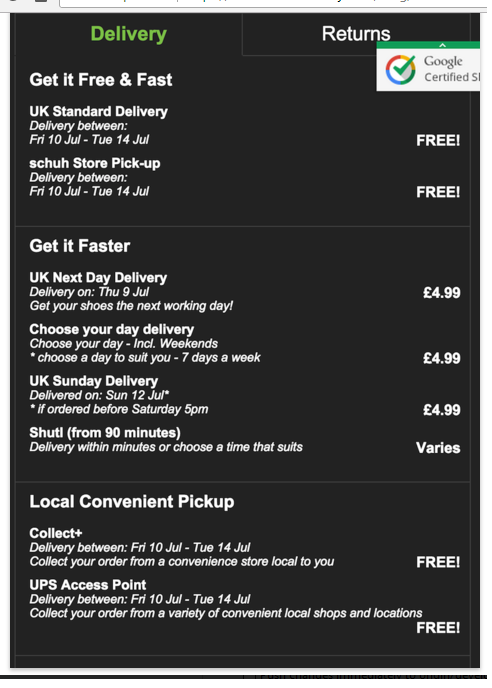 Delivery
Returns
Google
Certified
Get it Free & Fast
UK Standard Delivery
Delivery between:
Fri 10 Jul - Tue 14 Jul
FREE!
schuh Store Pick-up
Delivery between:
Fri 10 Jul - Tue 14 Jul
FREE!
Get it Faster
UK Next Day Delivery
Delivery on: Thu 9 Jul
£4.99
Get your shoes the next working day!
Choose your day delivery
Choose your day - Incl. Weekends
* choose a day to suit you - 7 days a week
£4.99
UK Sunday Delivery
Delivered on: Sun 12 Jul*
* if ordered before Saturday 5pm
£4.99
Shutl (from 90 minutes)
Delivery within minutes or choose a time that suits
Varies
Local Convenient Pickup
Collect+
Delivery between: Fri 10 Jul - Tue 14 Jul
Collect your order from a convenience store local to you
FREE!
UPS Access Point
Delivery between: Fri 10 Jul - Tue 14 Jul
Collect your order from a variety of convenient local shops and locations
FREE!